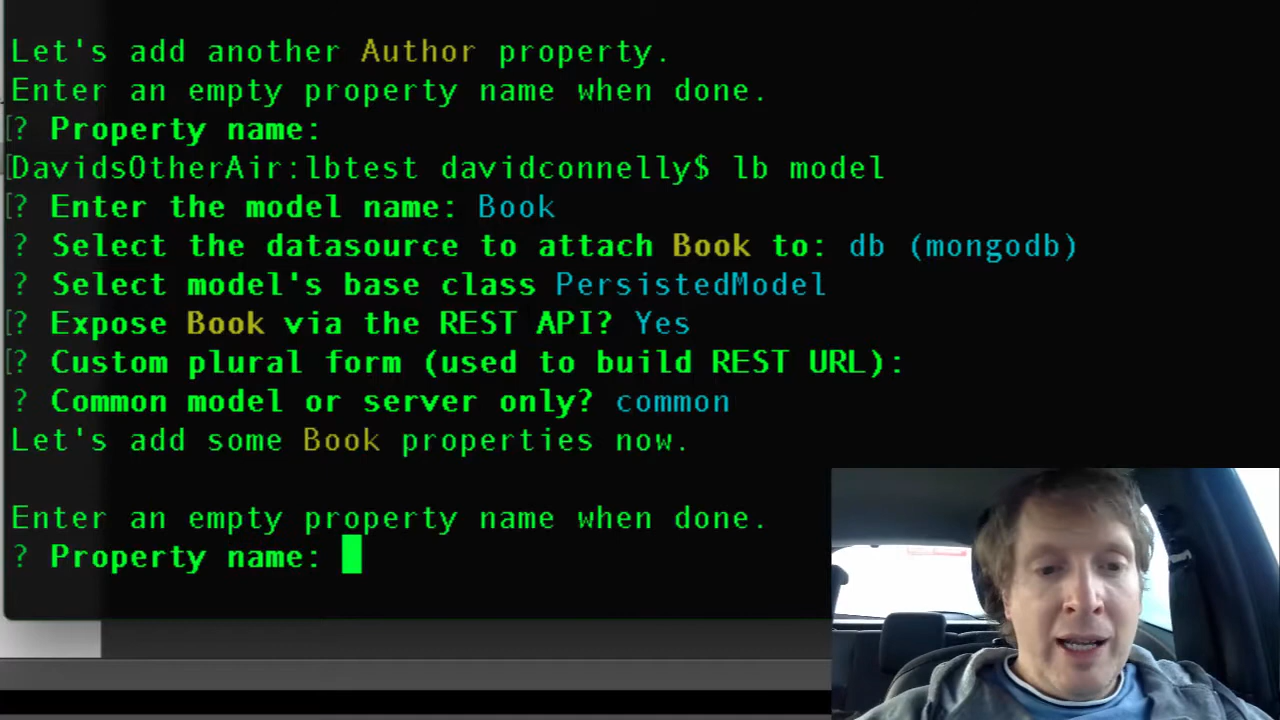 Let's add another Author property.
Enter an empty property name when done.
[? Property name:
[DavidsOtherAir:lbtest davidconnelly$ lb model
[? Enter the model name: Book
? Select the datasource to attach Book to: db (mongodb)
? Select model's base class PersistedModel
[? Expose Book via the REST API? Yes
[? Custom plural form (used to build REST URL):
? Common model or server only? common
Let's add some Book properties now.
Enter an empty property name when done.
? Property name: